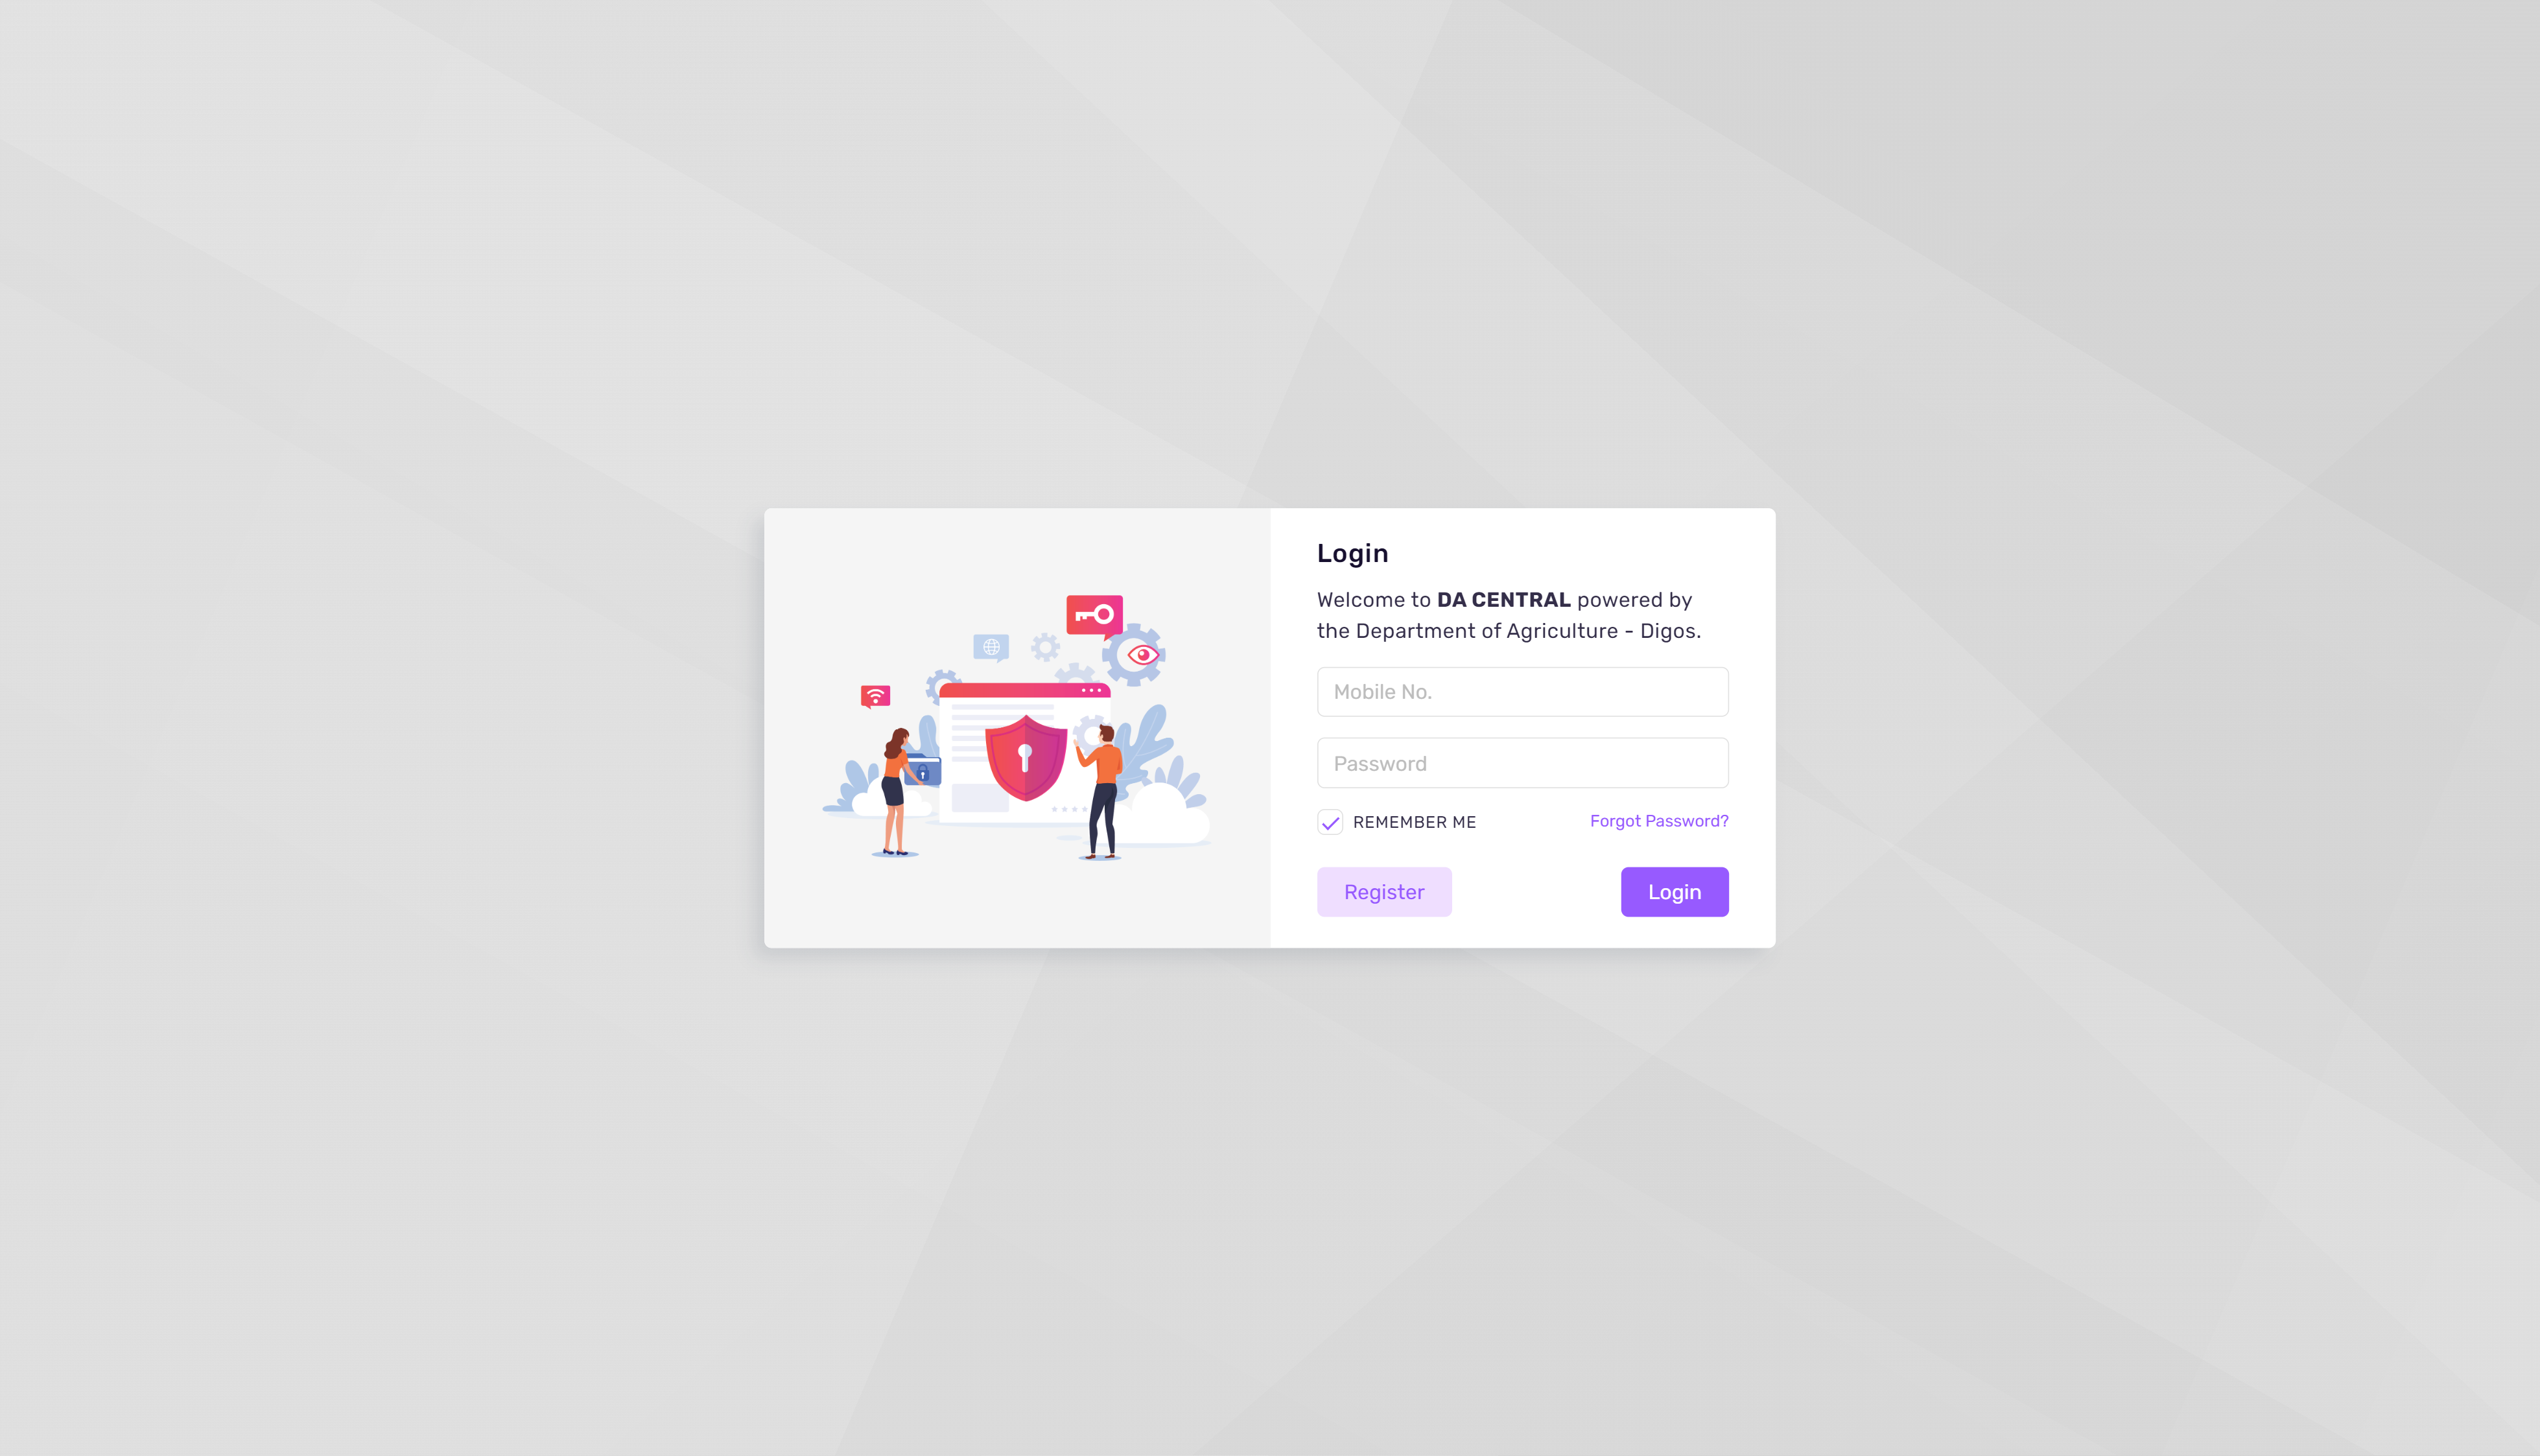 Login
Welcome to DA CENTRAL powered by
the Department of Agriculture - Digos.
Mobile No.
Password
REMEMBER ME
Forgot Password?
Register
Login